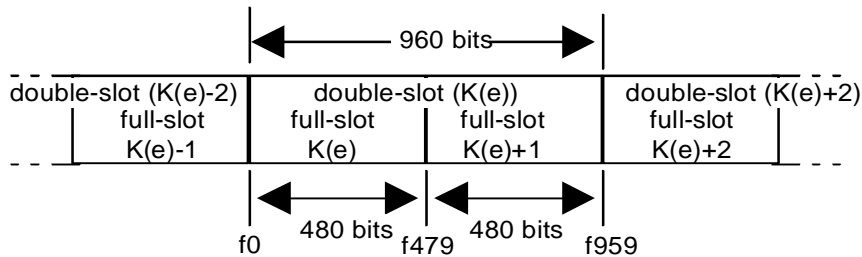 960 bits
double-slot (K(e)-2) double-slot (K(e)) double-slot (K(e)+2)
full-slot full-slot full-slot full-slot
K(e)-1 K(e) K(e)+1 K(e)+2
480 bits 480 bits
f0 f479 f959